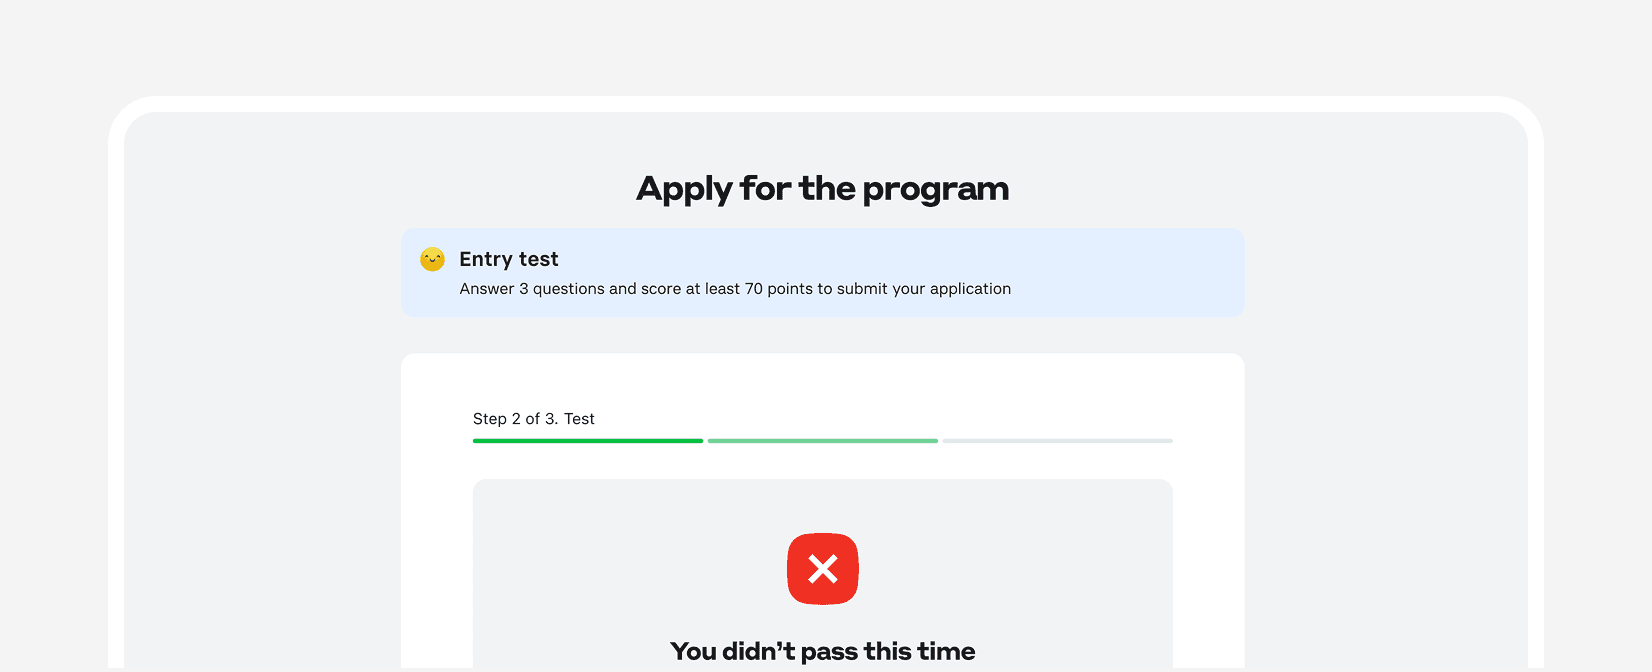 Apply for the program
Entry test
Answer 3 questions and score at least 70 points to submit your application
Step 2 of 3. Test
You didn’t pass this time